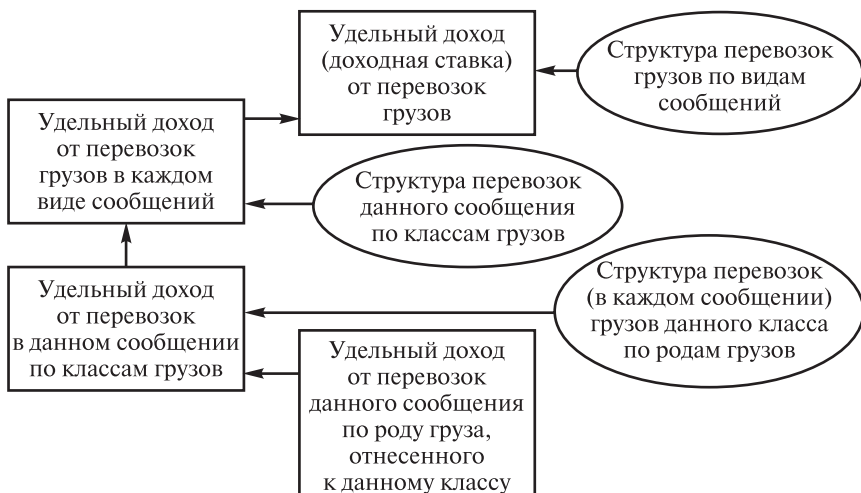 Удельный доход
(доходная ставка)
от перевозок
грузов
Структура перевозок
грузов по видам
сообщений
Удельный доход
от перевозок
грузов в каждом
виде сообщений
Структура перевозок
данного сообщения
по классам грузов
Удельный доход
от перевозок
в данном сообщении
по классам грузов
Структура перевозок
(в каждом сообщении)
грузов данного класса
по родам грузов
Удельный доход
от перевозок
данного сообщения
по роду груза,
отнесенного
к данному классу